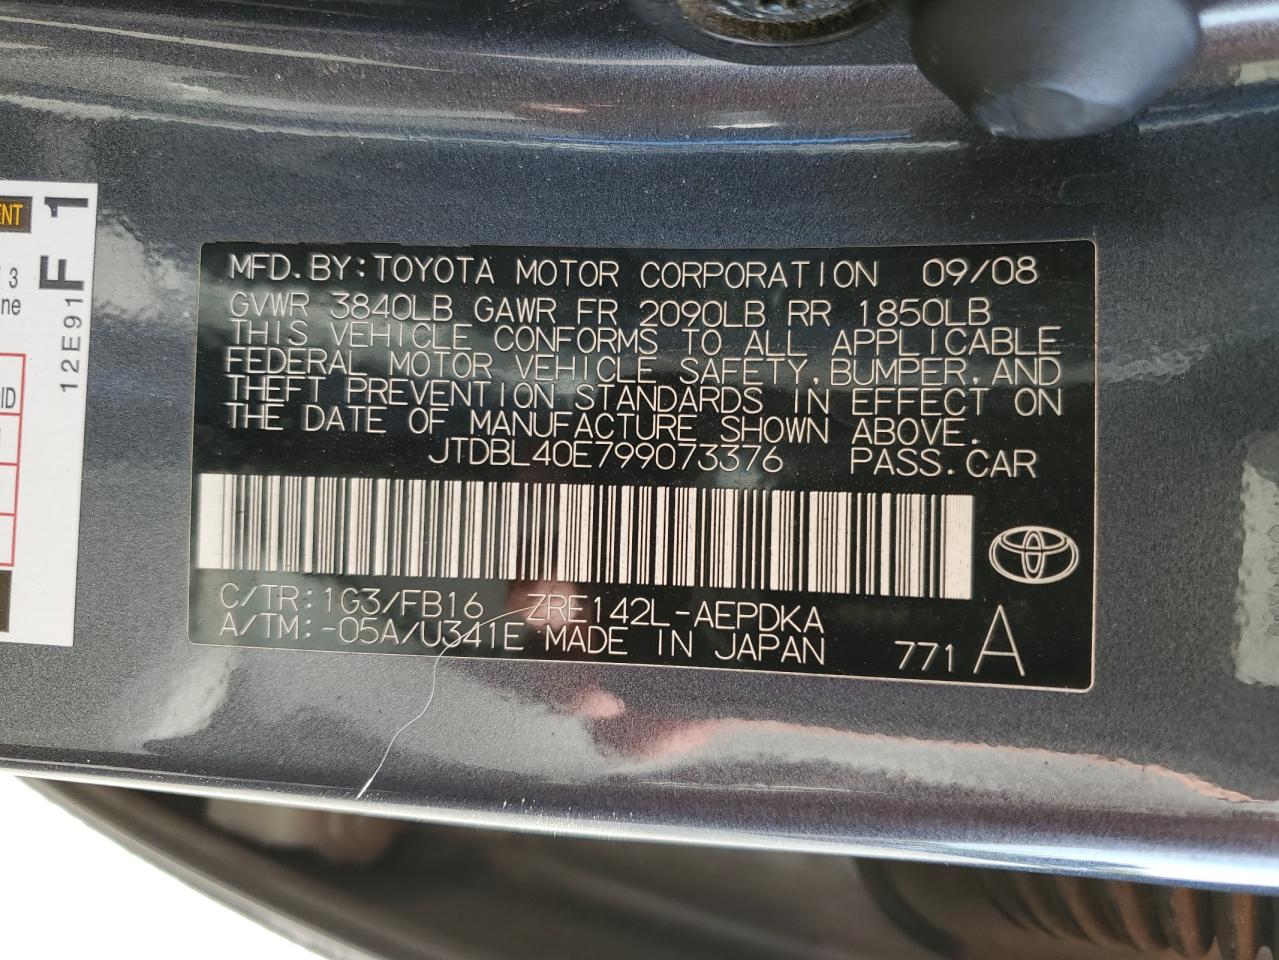 MFD.BY:TOYOTA MOTOR CORPORATION 09/08
GVWR 3840LB GAWR FR 2090LB RR 1850LB
THIS VEHICLE CONFORMS TO ALL APPLICABLE
FEDERAL MOTOR VEHICLE SAFETY,BUMPER,AND
THEFT PREVENTION STANDARDS IN EFFECT ON
THE DATE OF MANUFACTURE SHOWN ABOVE.
JTDBL40E799073376 PASS.CAR
C/TR:1G3/FB16 ZRE142L-AEPDKA
A/TM:-05A/U341E MADE IN JAPAN 771 A
F 1
12E91
3